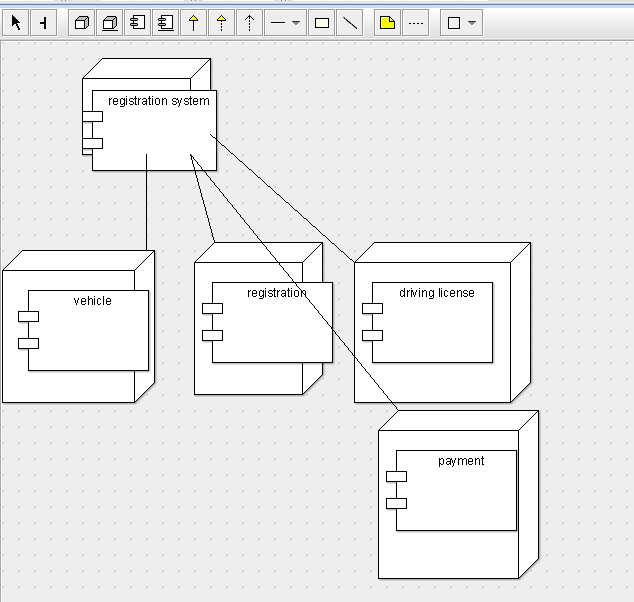 registration system
vehicle
registration
driving license
payment